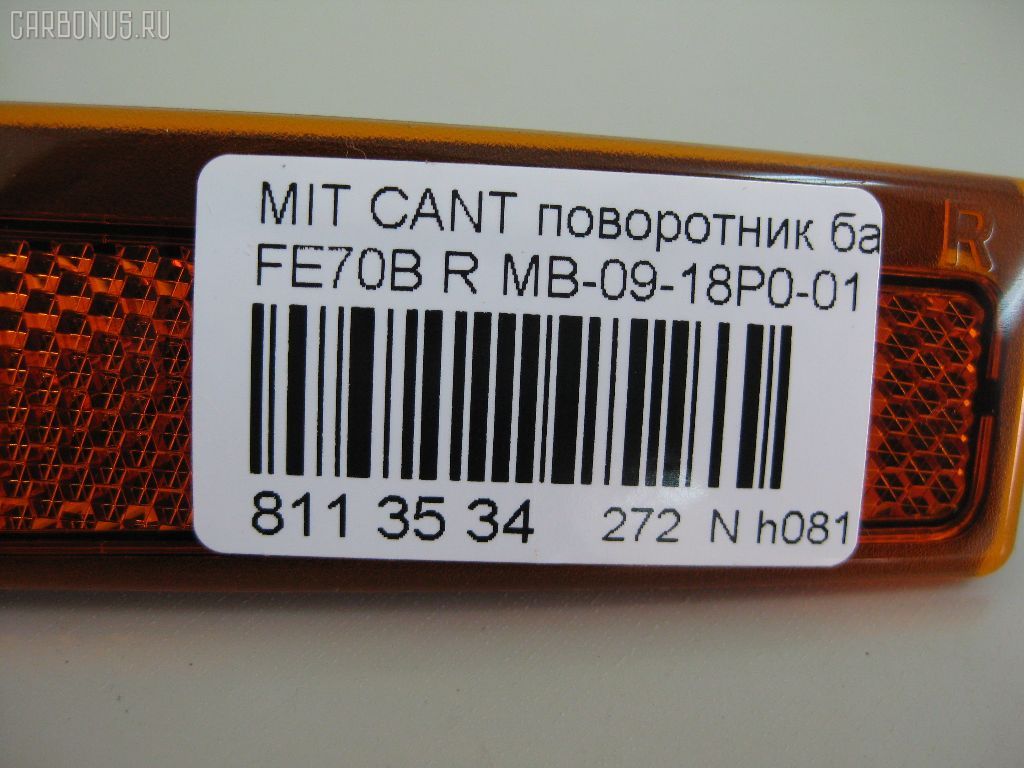 CARBONUS.RU
MIT CANT поворотник ба
FE70B R MB-09-18P0-01
811 35 34 272 N h081
R